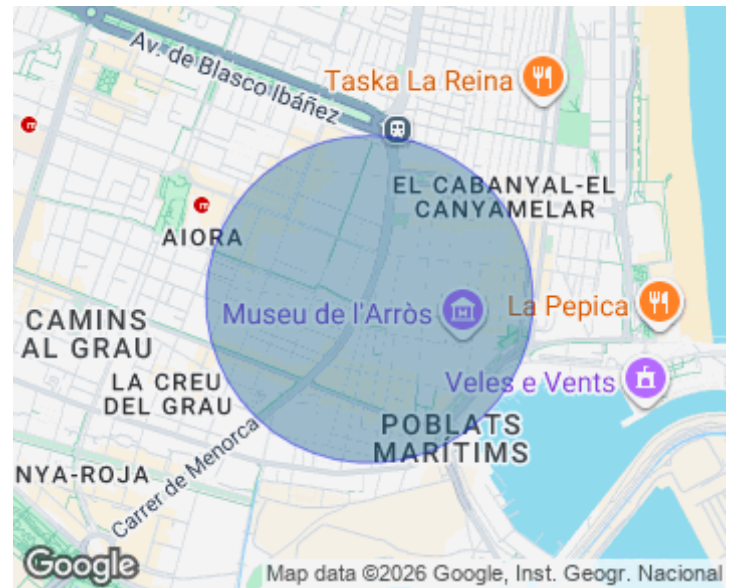 Av. de Blasco Ibáñez
Taska La Reina
EL CABANYAL-EL
CANYAMELAR
AIORA
Museu de l'Arròs
La Pepica
CAMINS
AL GRAU
LA CREU
DEL GRAU
Veles e Vents
POBLATS
MARÍTIMS
NYA-ROJA
Carrer de Menorca
Google
Map data ©2026 Google, Inst. Geogr. Nacional